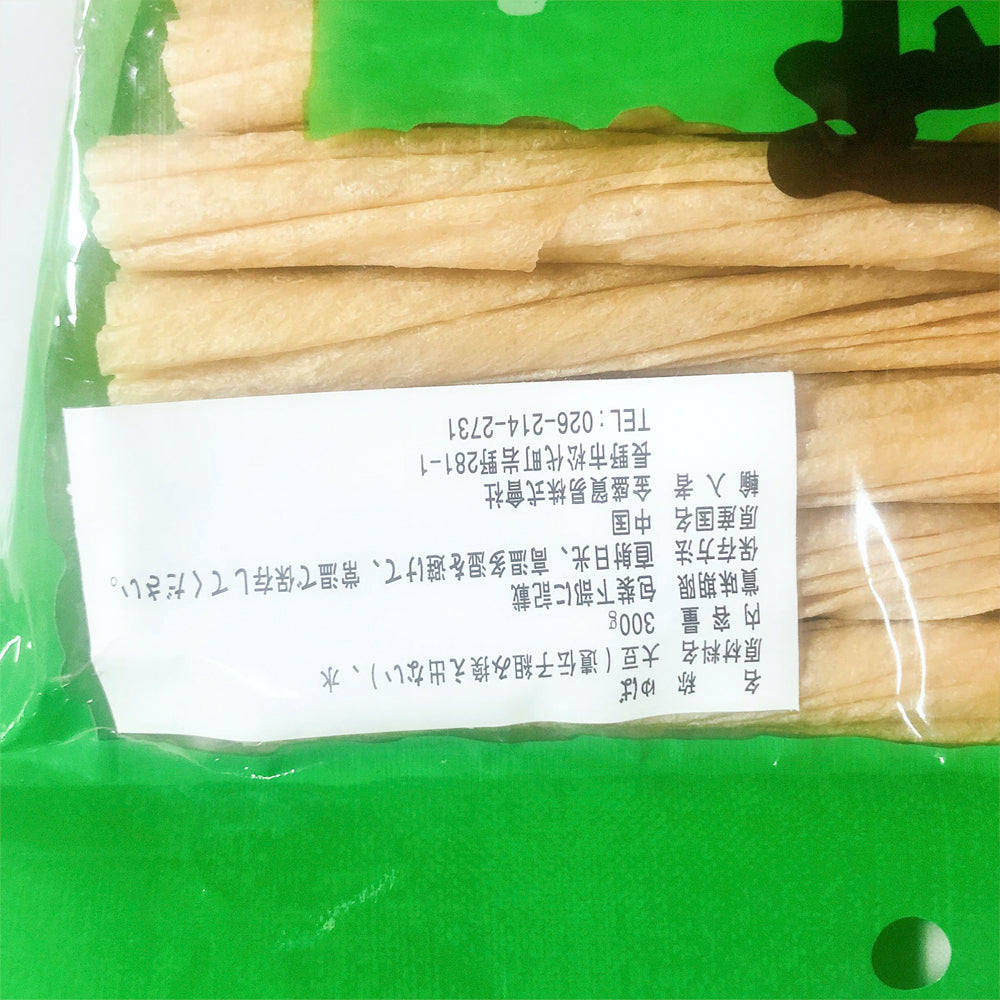 名称 ゆば
原材料名 大豆(遺伝子組み換え出ない)、水
内容量 300g
賞味期限 包装下部に記載
保存方法 直射日光、高温多湿を避けて、常温で保存してください。
原産国名 中国
輸入者 金盛貿易株式會社
長野市松代町岩野281-1
TEL:026-214-2731